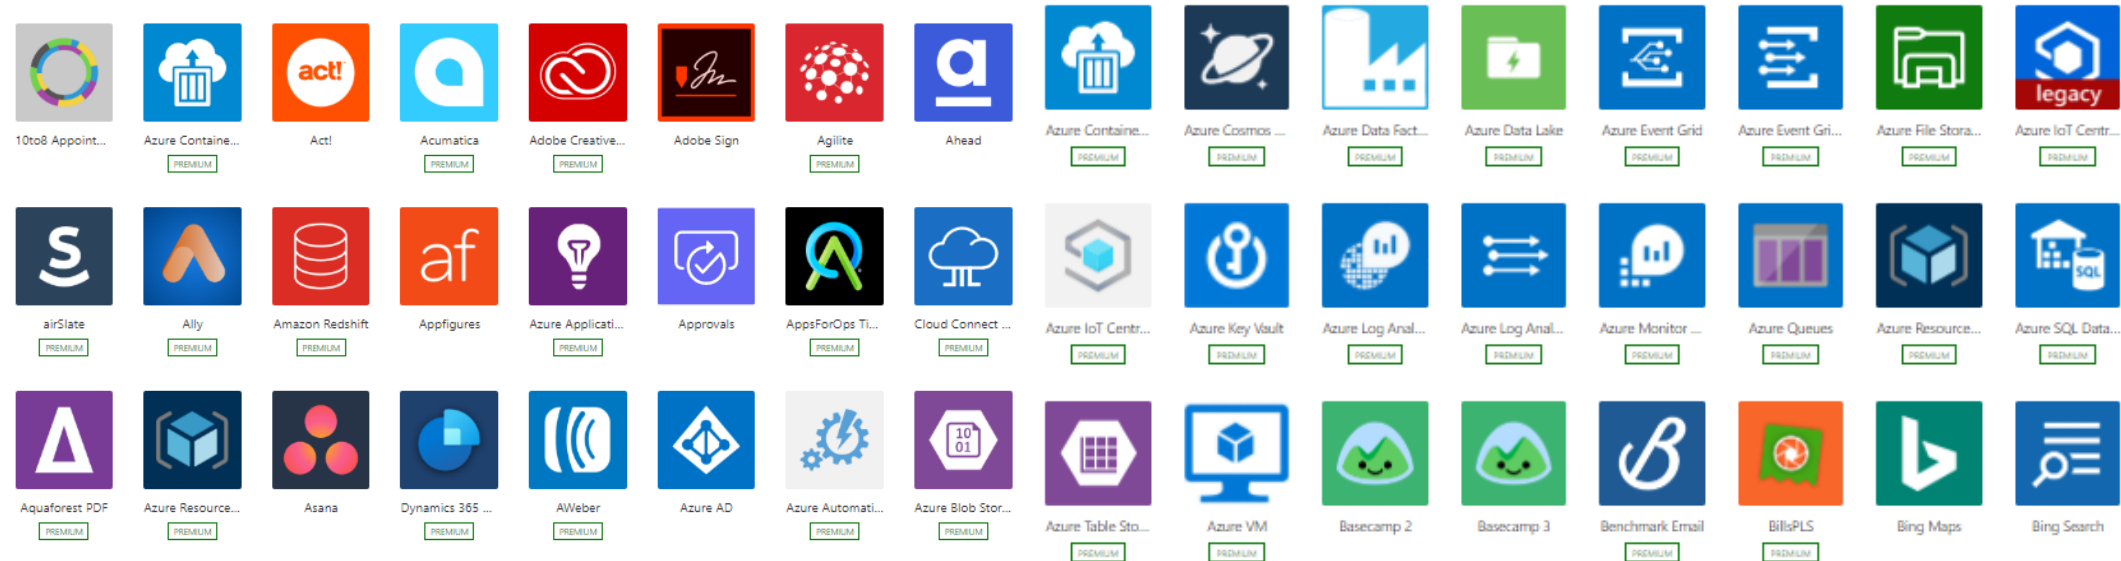 act!
a
legacy
10to8 Appoint...
Azure Containe...
Act!
Acumatica
Adobe Creative...
Adobe Sign
Agilite
Ahead
Azure Containe...
Azure Cosmos ...
Azure Data Fact...
Azure Data Lake
Azure Event Grid
Azure Event Gri...
Azure File Stora...
Azure IoT Centr...
PREMIUM
PREMIUM
PREMIUM
PREMIUM
PREMIUM
PREMIUM
PREMIUM
PREMIUM
PREMIUM
PREMIUM
PREMIUM
PREMIUM
S
af
SQL
airSlate
Ally
Amazon Redshift
Appfigures
Azure Applicati...
Approvals
AppsForOps Ti...
Cloud Connect ...
Azure IoT Centr...
Azure Key Vault
Azure Log Anal...
Azure Log Anal...
Azure Monitor ...
Azure Queues
Azure Resource...
Azure SQL Data...
PREMIUM
PREMIUM
PREMIUM
PREMIUM
PREMIUM
PREMIUM
PREMIUM
PREMIUM
PREMIUM
PREMIUM
PREMIUM
PREMIUM
PREMIUM
PREMIUM
10
01
B
b
Aquaforest PDF
Azure Resource...
Asana
Dynamics 365 ...
AWeber
Azure AD
Azure Automati...
Azure Blob Stor...
Azure Table Sto...
Azure VM
Basecamp 2
Basecamp 3
Benchmark Email
BillsPLS
Bing Maps
Bing Search
PREMIUM
PREMIUM
PREMIUM
PREMIUM
PREMIUM
PREMIUM
PREMIUM
PREMIUM
PREMIUM
PREMIUM